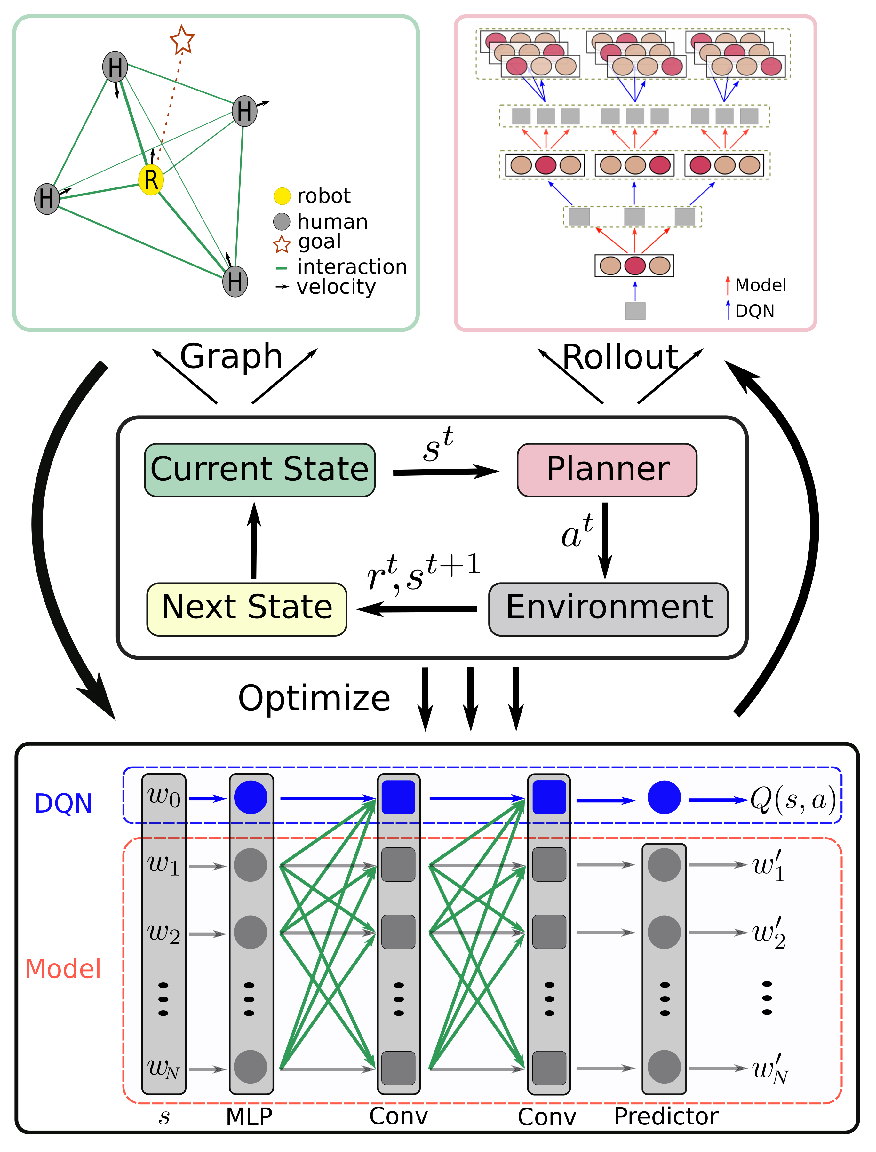 H
H
R
H
H
robot
human
goal
interaction
velocity
Model
DQN
Graph
Rollout
Current State
s^t
Planner
a^t
r^t, s^{t+1}
Next State
Environment
Optimize
DQN
w_0
Q(s, a)
w_1
w'_1
w_2
w'_2
Model
w_N
w'_N
s
MLP
Conv
Conv
Predictor